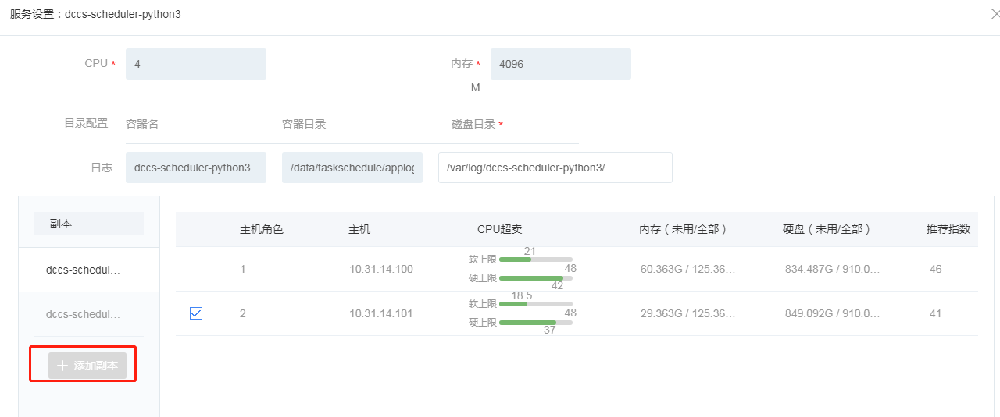 服务设置：dccs-scheduler-python3
CPU * 4 内存 * 4096
M
目录配置 容器名 容器目录 磁盘目录 *
日志 dccs-scheduler-python3 /data/taskschedule/applog /var/log/dccs-scheduler-python3/
副本
dccs-schedul...
dccs-schedul...
添加副本
主机角色 主机 CPU超卖 内存（未用/全部） 硬盘（未用/全部） 推荐指数
1 10.31.14.100 软上限 21 48 硬上限 42 60.363G / 125.36... 834.487G / 910.0... 46
2 10.31.14.101 软上限 18.5 48 硬上限 37 29.363G / 125.36... 849.092G / 910.0... 41